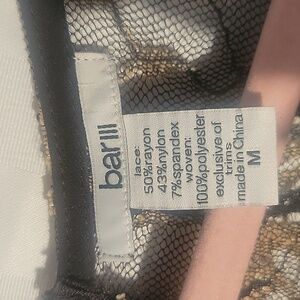 bar III
lace:
50%rayon
43%nylon
7%spandex
woven:
100%polyester
exclusive of
trims
made in China
M